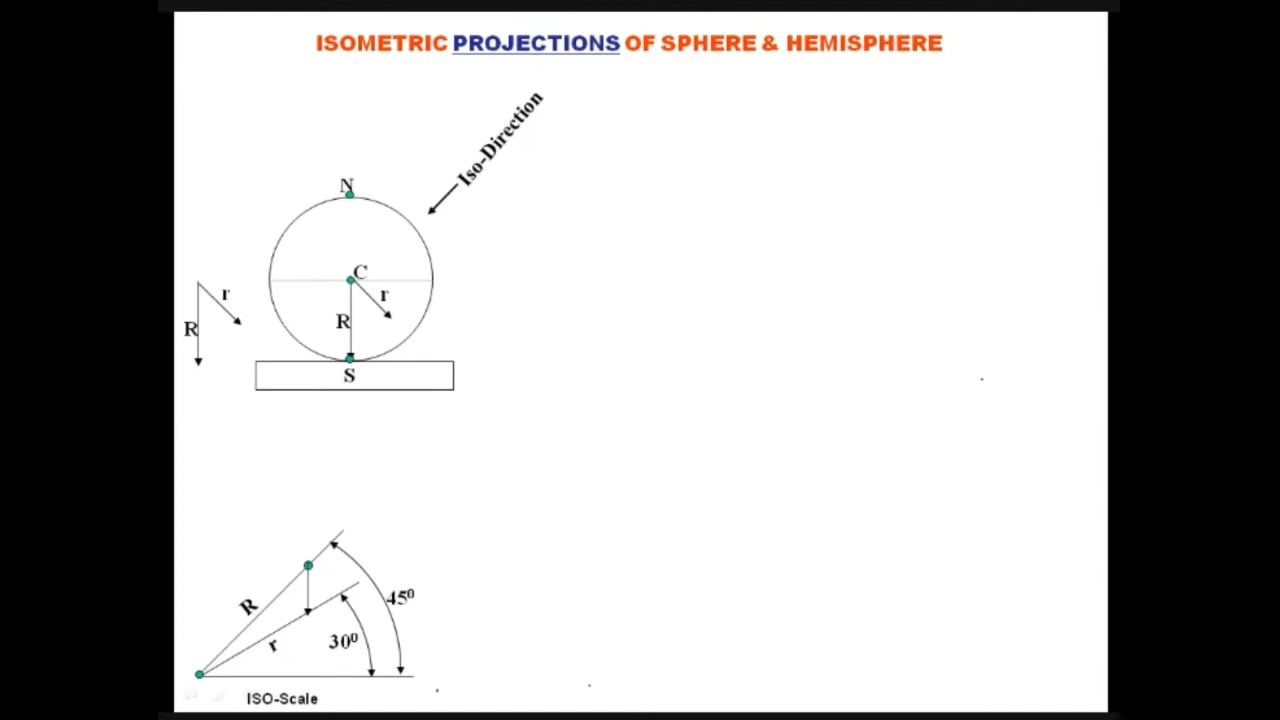 ISOMETRIC PROJECTIONS OF SPHERE & HEMISPHERE
Iso-Direction
N
C
r
r
R
R
S
45⁰
R
30⁰
r
ISO-Scale